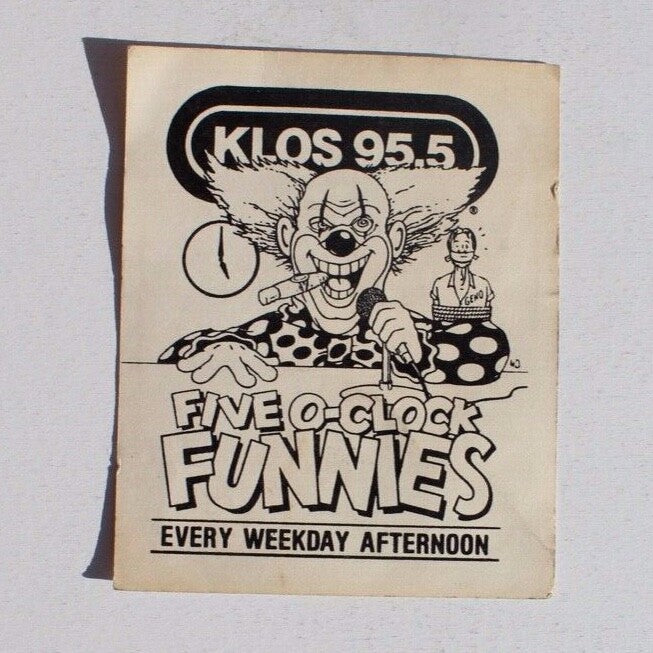 KLOS 95.5
®
GENO
FIVE O-CLOCK
FUNNIES
EVERY WEEKDAY AFTERNOON